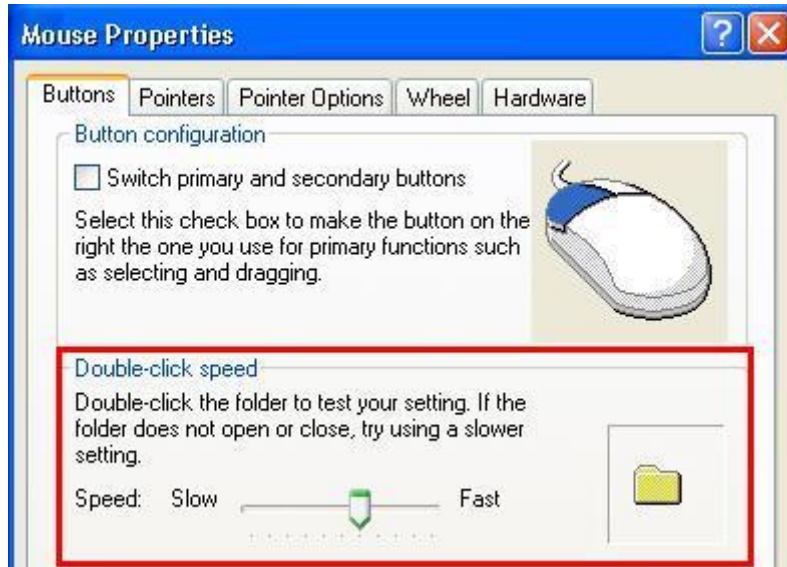 Mouse Properties
Buttons Pointers Pointer Options Wheel Hardware
Button configuration
Switch primary and secondary buttons
Select this check box to make the button on the
right the one you use for primary functions such
as selecting and dragging.
Double-click speed
Double-click the folder to test your setting. If the
folder does not open or close, try using a slower
setting.
Speed: Slow Fast